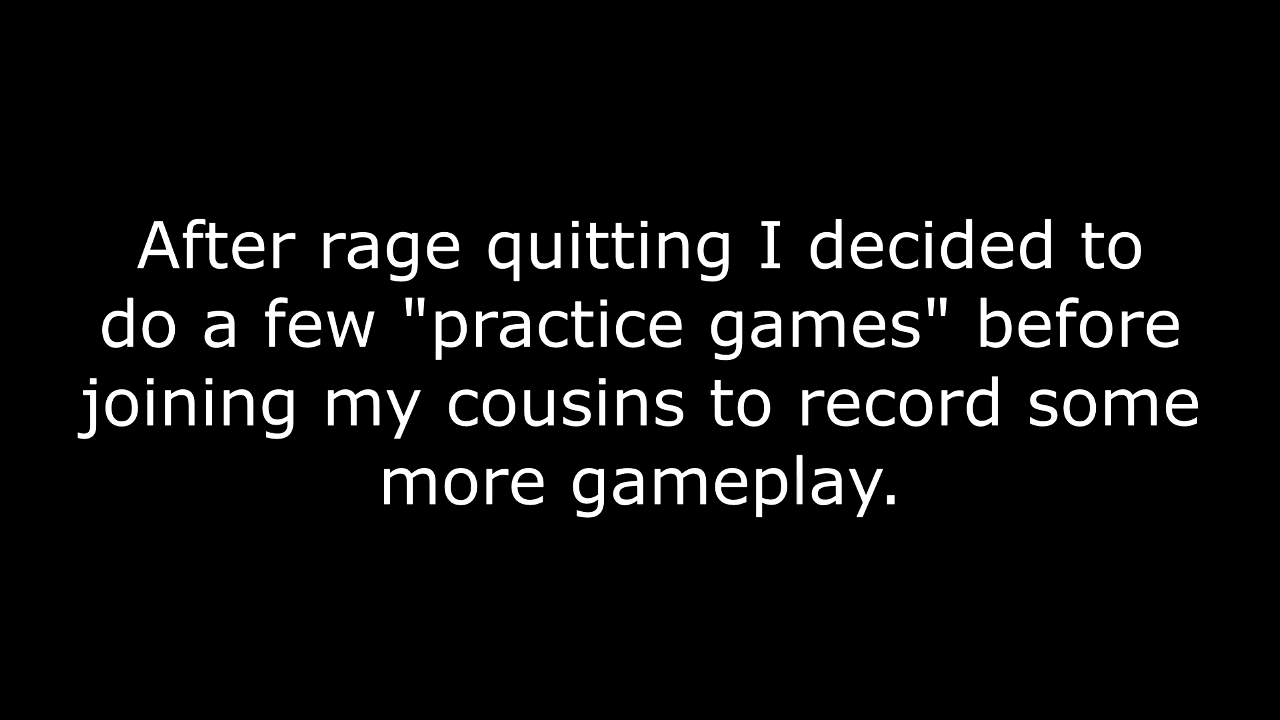 After rage quitting I decided to
do a few "practice games" before
joining my cousins to record some
more gameplay.